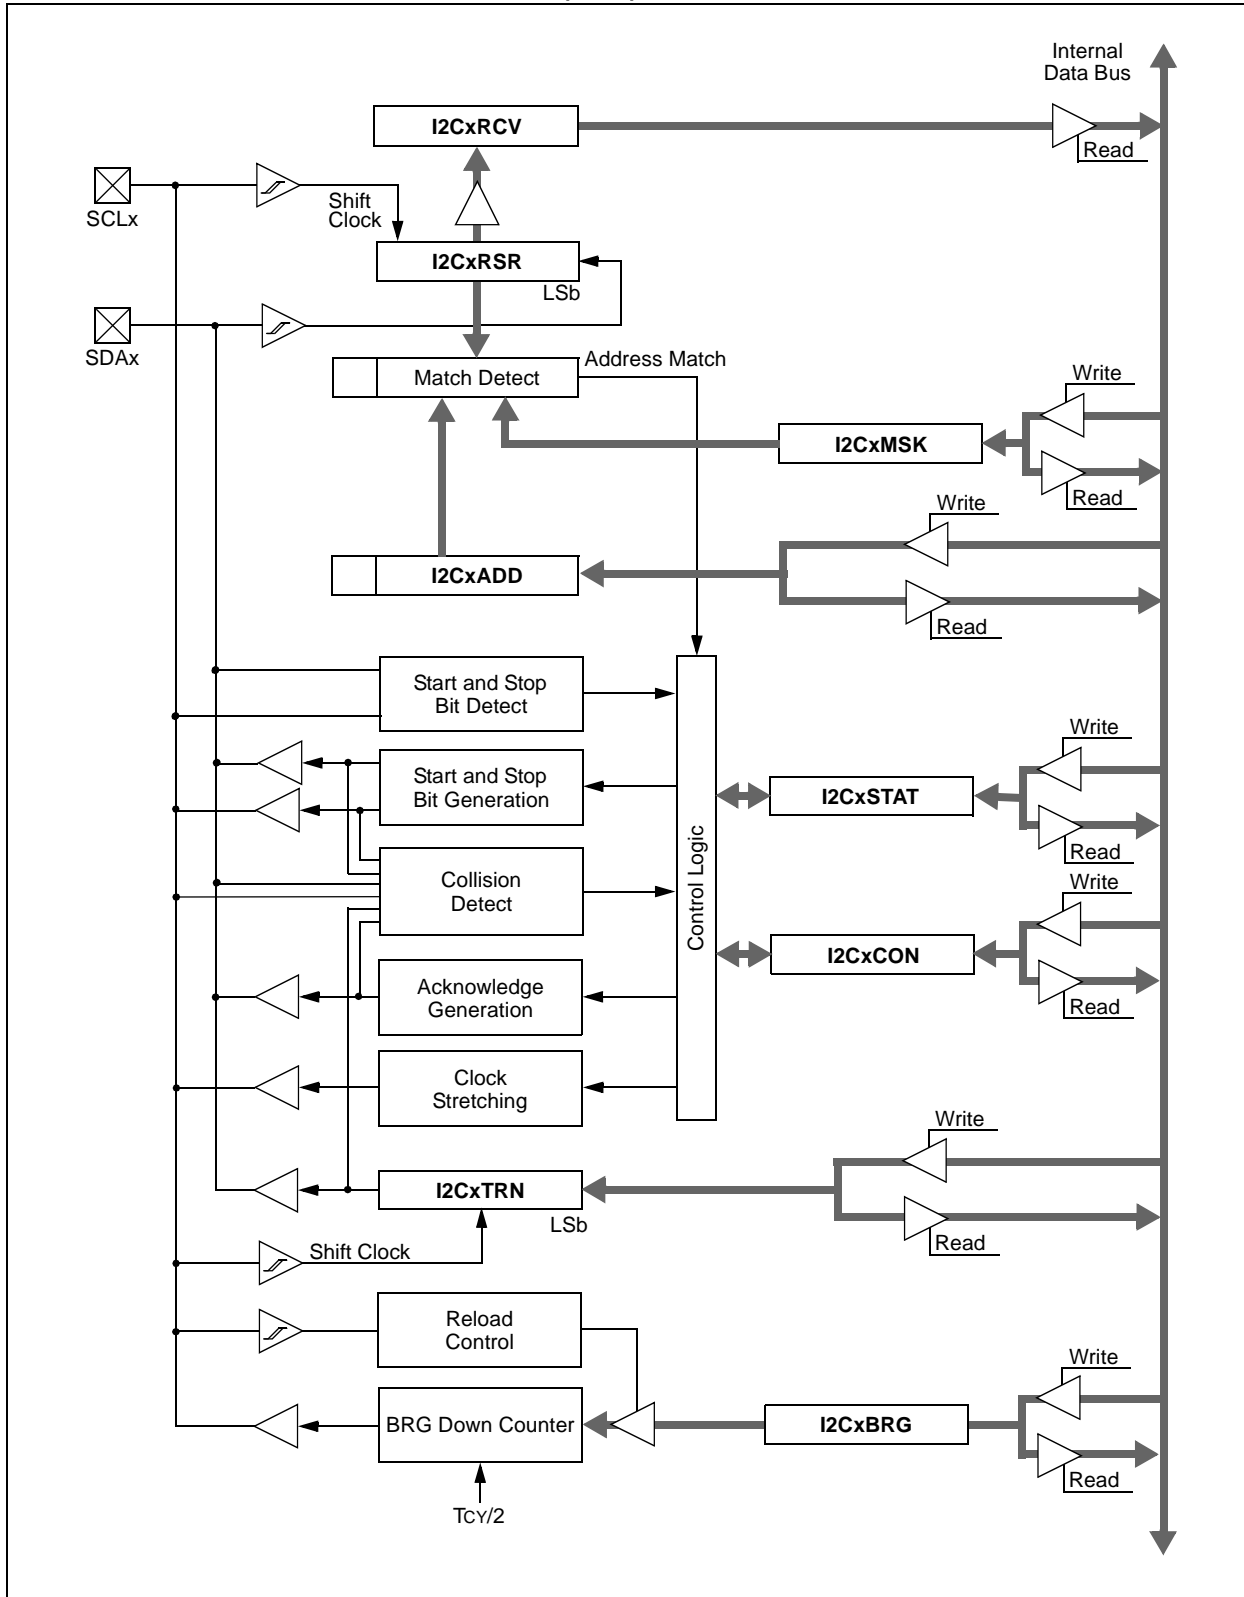 Internal
Data Bus
I2CxRCV
Read
SCLx
Shift
Clock
I2CxRSR
LSb
SDAx
Address Match
Match Detect
Write
I2CxMSK
Read
Write
I2CxADD
Read
Start and Stop
Bit Detect
Write
Start and Stop
Bit Generation
I2CxSTAT
Control Logic
Read
Collision
Detect
Write
I2CxCON
Acknowledge
Generation
Read
Clock
Stretching
Write
I2CxTRN
LSb
Read
Shift Clock
Reload
Control
Write
BRG Down Counter
I2CxBRG
Read
TCY/2